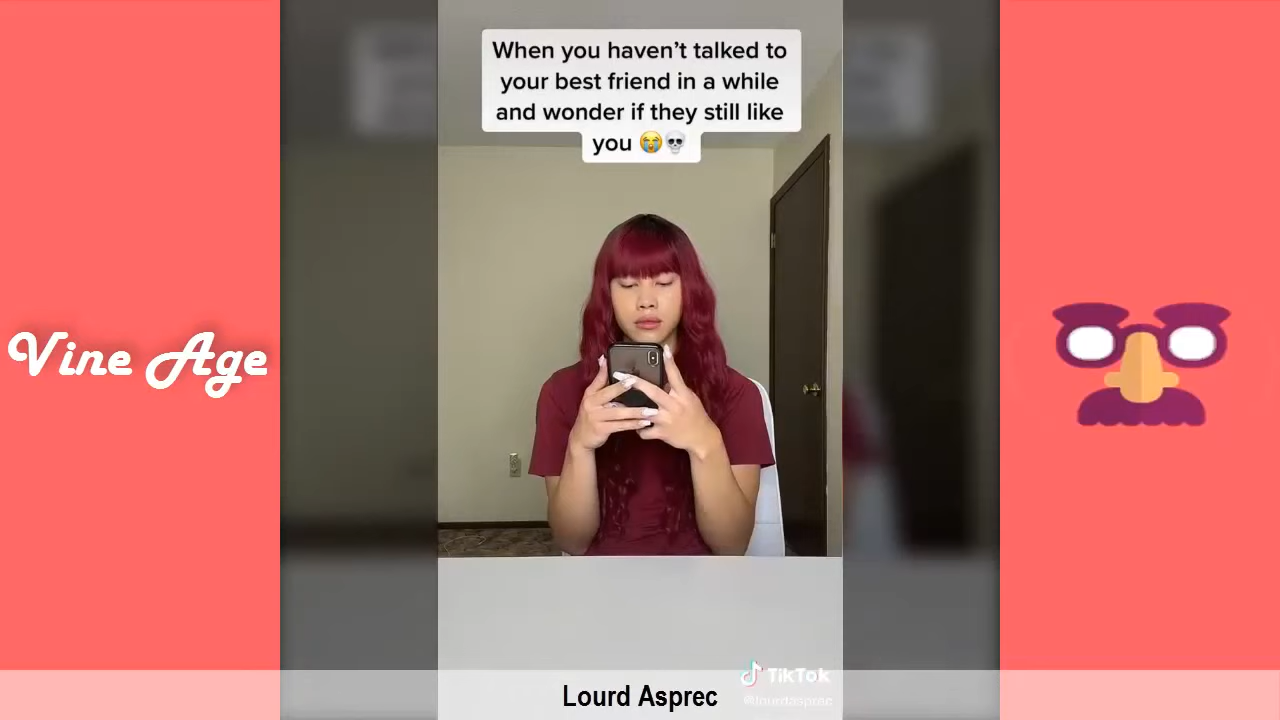 When you haven't talked to
your best friend in a while
and wonder if they still like
you 😭💀
Vine Age
TikTok
@lourdasprec
Lourd Asprec